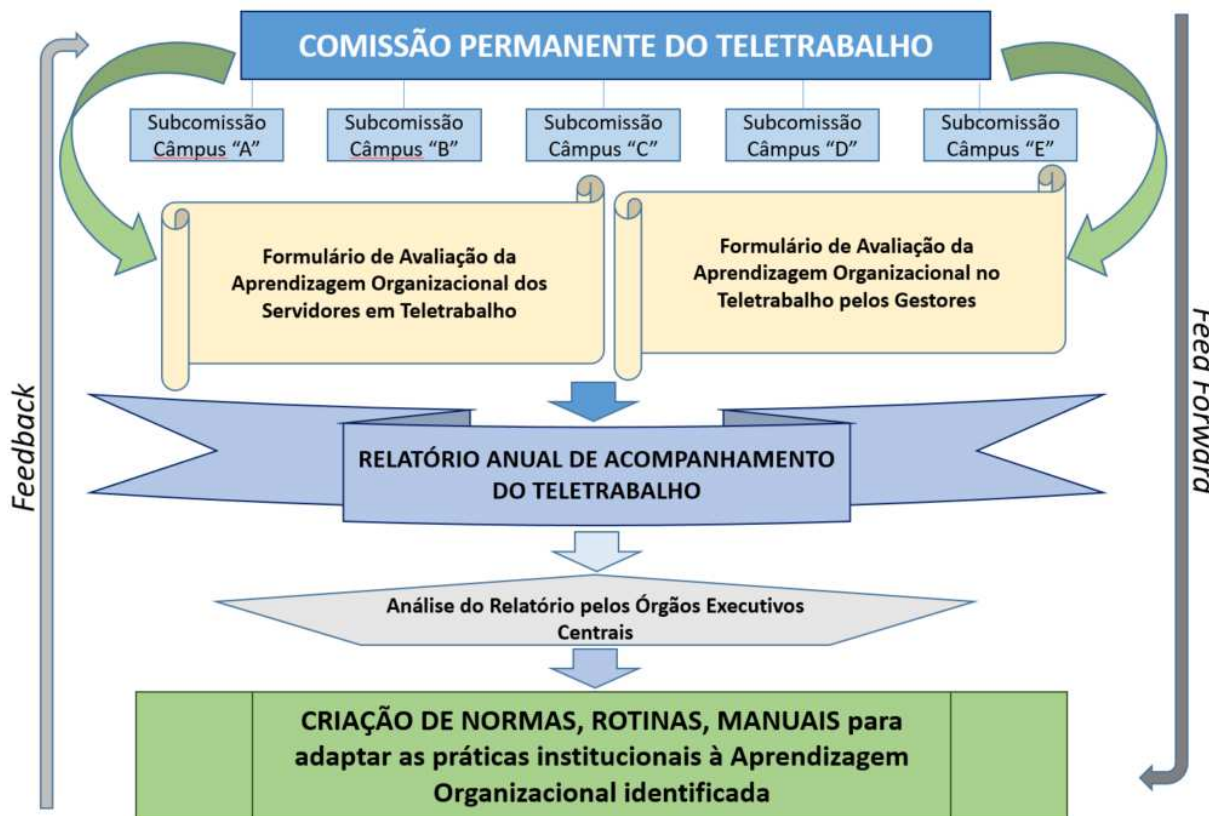 COMISSÃO PERMANENTE DO TELETRABALHO
Subcomissão
Câmpus “A”
Subcomissão
Câmpus “B”
Subcomissão
Câmpus “C”
Subcomissão
Câmpus “D”
Subcomissão
Câmpus “E”
Formulário de Avaliação da
Aprendizagem Organizacional dos
Servidores em Teletrabalho
Formulário de Avaliação da
Aprendizagem Organizacional no
Teletrabalho pelos Gestores
Feedback
Feed Forward
RELATÓRIO ANUAL DE ACOMPANHAMENTO
DO TELETRABALHO
Análise do Relatório pelos Órgãos Executivos
Centrais
CRIAÇÃO DE NORMAS, ROTINAS, MANUAIS para
adaptar as práticas institucionais à Aprendizagem
Organizacional identificada